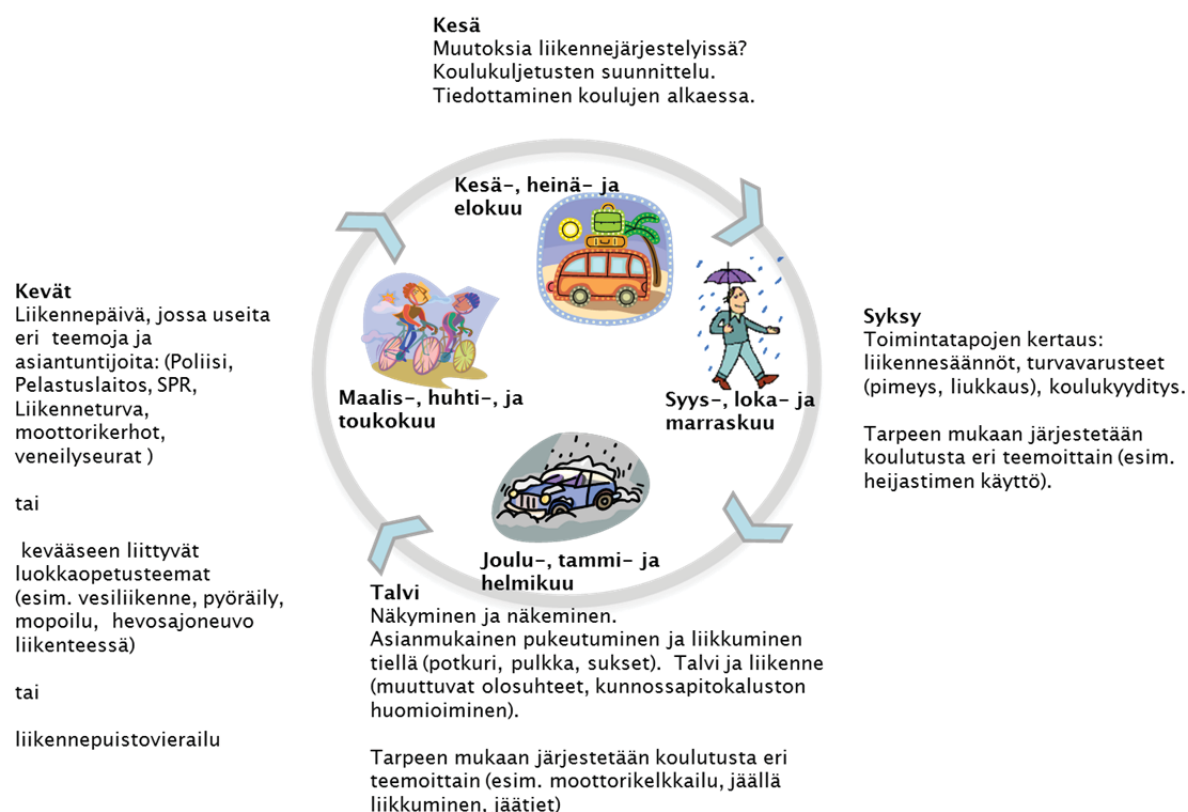 Kesä
Muutoksia liikennejärjestelyissä?
Koulukuljetusten suunnittelu.
Tiedottaminen koulujen alkaessa.
Kesä-, heinä- ja
elokuu
Kevät
Liikennepäivä, jossa useita
eri teemoja ja
asiantuntijoita: (Poliisi,
Pelastuslaitos, SPR,
Liikenneturva,
moottorikerhot,
veneilyseurat )
tai
kevääseen liittyvät
luokkaopetusteemat
(esim. vesiliikenne, pyöräily,
mopoilu, hevosajoneuvo
liikenteessä)
tai
liikennepuistovierailu
Maalis-, huhti-, ja
toukokuu
Syys-, loka- ja
marraskuu
Syksy
Toimintatapojen kertaus:
liikennesäännöt, turvavarusteet
(pimeys, liukkaus), koulukyyditys.
Tarpeen mukaan järjestetään
koulutusta eri teemoittain (esim.
heijastimen käyttö).
Joulu-, tammi- ja
helmikuu
Talvi
Näkyminen ja näkeminen.
Asianmukainen pukeutuminen ja liikkuminen
tiellä (potkuri, pulkka, sukset). Talvi ja liikenne
(muuttuvat olosuhteet, kunnossapitokaluston
huomioiminen).
Tarpeen mukaan järjestetään koulutusta eri
teemoittain (esim. moottorikelkkailu, jäällä
liikkuminen, jäätiet)